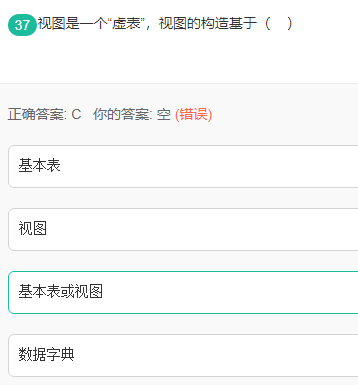 37 视图是一个“虚表”，视图的构造基于（ ）
正确答案: C 你的答案: 空 (错误)
基本表
视图
基本表或视图
数据字典